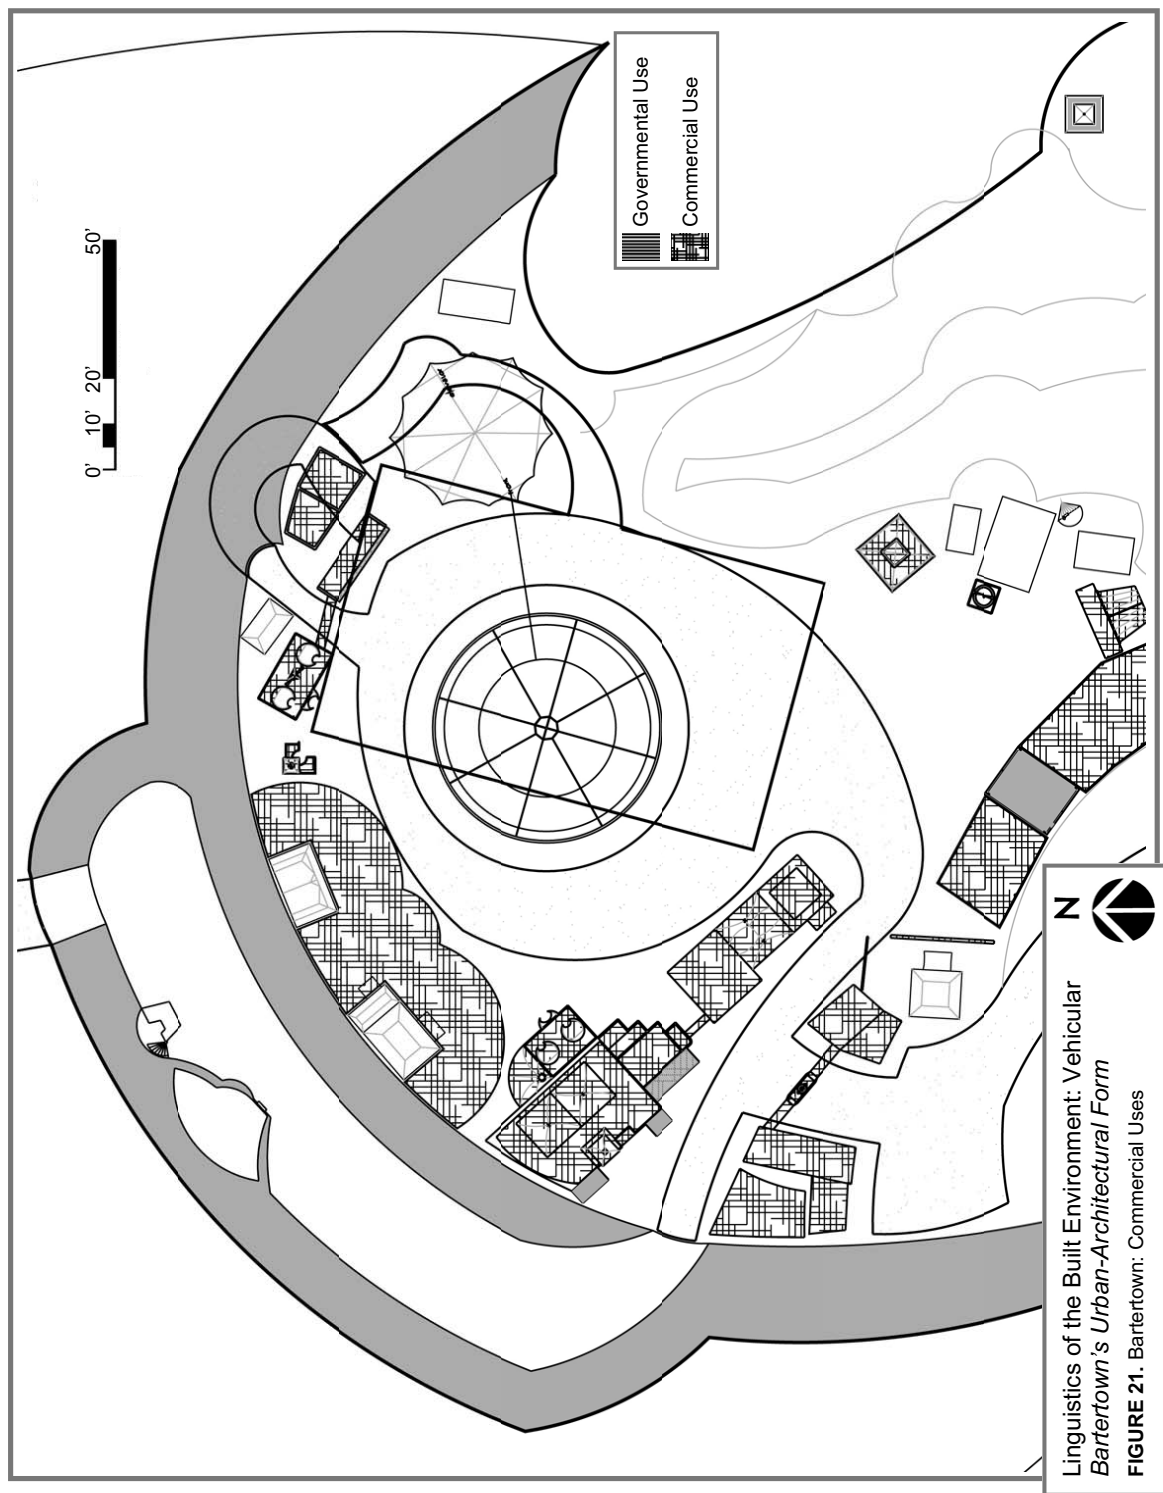 0' 10' 20' 50'
Governmental Use
Commercial Use
N
Linguistics of the Built Environment: Vehicular
Bartertown's Urban-Architectural Form
FIGURE 21. Bartertown: Commercial Uses